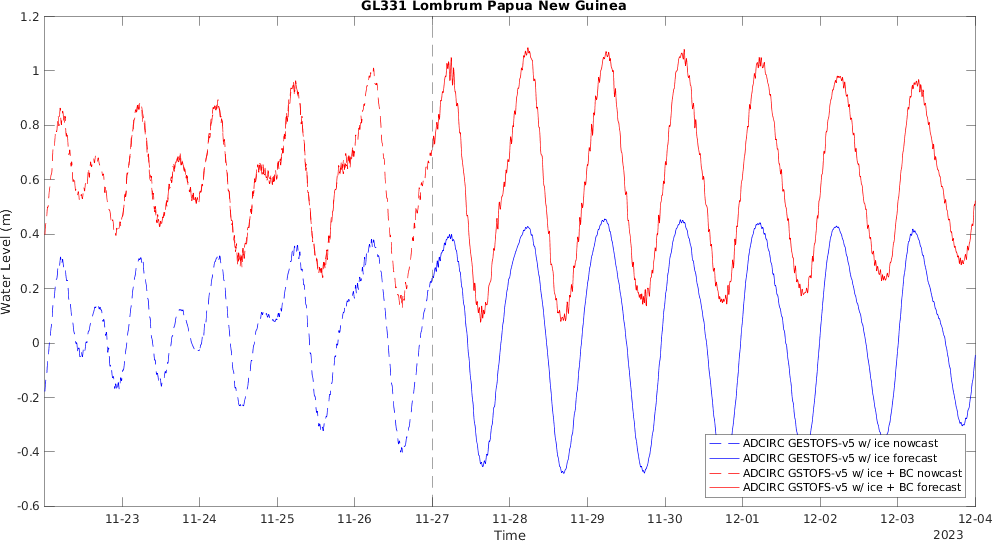 GL331 Lombrum Papua New Guinea
1.2
1
0.8
0.6
0.4
0.2
0
-0.2
-0.4
-0.6
Water Level (m)
ADCIRC GESTOFS-v5 w/ ice nowcast
ADCIRC GESTOFS-v5 w/ ice forecast
ADCIRC GSTOFS-v5 w/ ice + BC nowcast
ADCIRC GSTOFS-v5 w/ ice + BC forecast
11-23 11-24 11-25 11-26 11-27 11-28 11-29 11-30 12-01 12-02 12-03 12-04
Time
2023